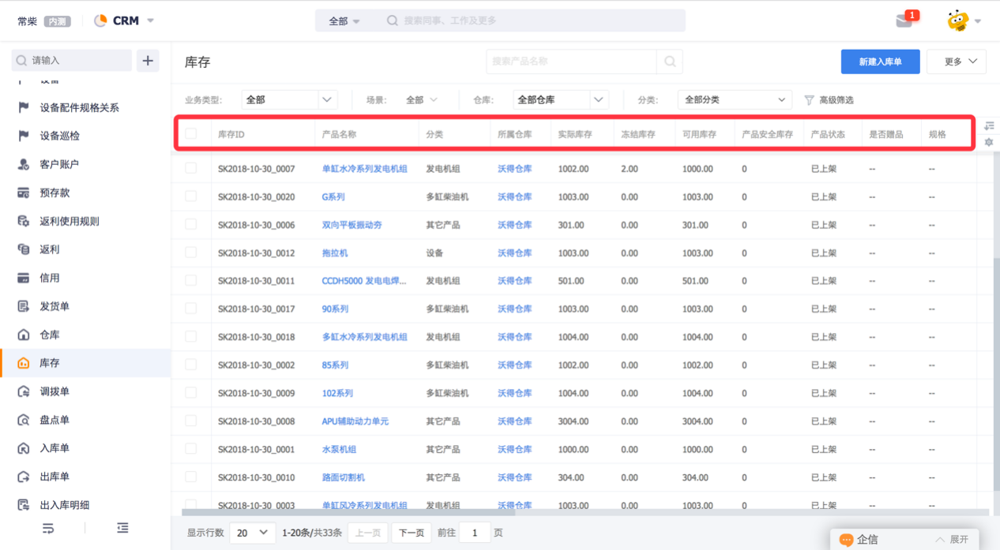 常柴 内测 CRM 全部 搜索同事、工作及更多 1
请输入 库存 搜索产品名称 新建入库单 更多
业务类型: 全部 场景: 全部 仓库: 全部仓库 分类: 全部分类 高级筛选
设备
设备配件规格关系
设备巡检
客户账户
预存款
返利使用规则
返利
信用
发货单
仓库
库存
调拨单
盘点单
入库单
出库单
出入库明细
库存ID 产品名称 分类 所属仓库 实际库存 冻结库存 可用库存 产品安全库存 产品状态 是否赠品 规格
SK2018-10-30_0007 单缸水冷系列发电机组 发电机组 沃得仓库 1002.00 2.00 1000.00 0 已上架 -- --
SK2018-10-30_0020 G系列 多缸柴油机 沃得仓库 1003.00 0.00 1003.00 0 已上架 -- --
SK2018-10-30_0006 双向平板振动夯 其它产品 沃得仓库 301.00 0.00 301.00 0 已上架 -- --
SK2018-10-30_0012 拖拉机 设备 沃得仓库 1003.00 0.00 1003.00 0 已上架 -- --
SK2018-10-30_0011 CCDH5000 发电电焊... 发电机组 沃得仓库 501.00 0.00 501.00 0 已上架 -- --
SK2018-10-30_0017 90系列 多缸柴油机 沃得仓库 1003.00 0.00 1003.00 0 已上架 -- --
SK2018-10-30_0018 多缸水冷系列发电机组 发电机组 沃得仓库 1004.00 0.00 1004.00 0 已上架 -- --
SK2018-10-30_0002 85系列 多缸柴油机 沃得仓库 1002.00 0.00 1002.00 0 已上架 -- --
SK2018-10-30_0009 102系列 多缸柴油机 沃得仓库 1004.00 0.00 1004.00 0 已上架 -- --
SK2018-10-30_0008 APU辅助动力单元 其它产品 沃得仓库 3004.00 0.00 3004.00 0 已上架 -- --
SK2018-10-30_0001 水泵机组 其它产品 沃得仓库 1000.00 0.00 1000.00 0 已上架 -- --
SK2018-10-30_0010 路面切割机 其它产品 沃得仓库 304.00 0.00 304.00 0 已上架 -- --
SK2018-10-30_0003 单缸风冷系列发电机组 发电机组 沃得仓库 1003.00 0.00 1003.00 0 已上架 -- --
显示行数 20 1-20条/共33条 上一页 下一页 前往 1 页
企信 展开